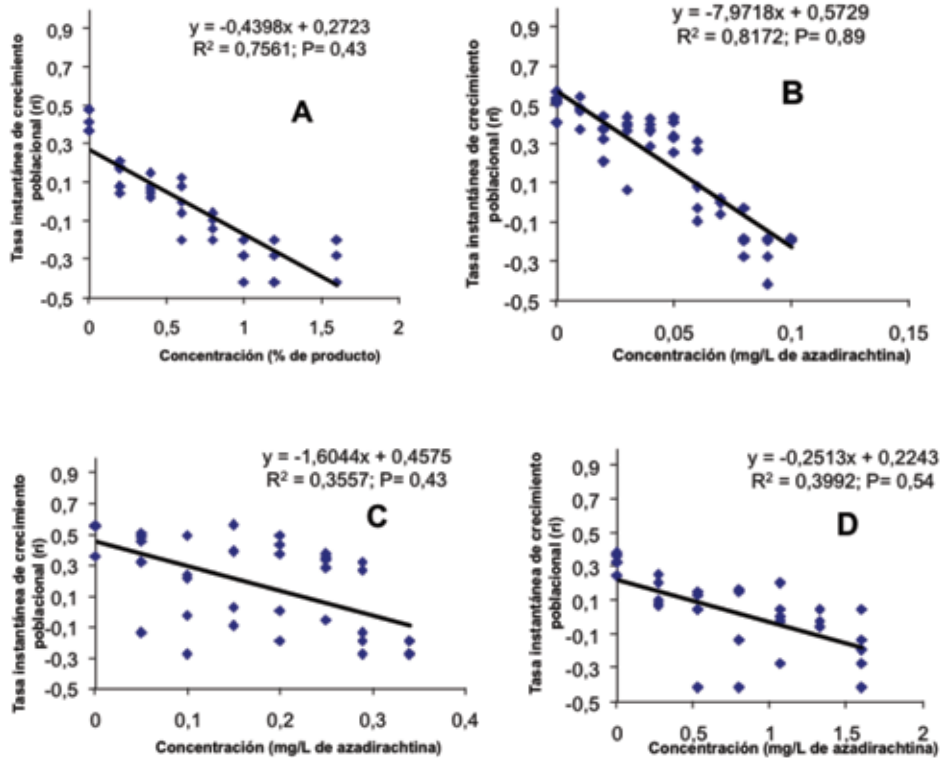 y = -0,4398x + 0,2723
R² = 0,7561; P= 0,43
A
Tasa instantánea de crecimiento
poblacional (ri)
0,9
0,7
0,5
0,3
0,1
-0,1
-0,3
-0,5
0
0,5
1
1,5
2
Concentración (% de producto)
y = -7,9718x + 0,5729
R² = 0,8172; P= 0,89
B
Tasa instantánea de crecimiento
poblacional (ri)
0,9
0,7
0,5
0,3
0,1
-0,1
-0,3
-0,5
0
0,05
0,1
0,15
Concentración (mg/L de azadirachtina)
y = -1,6044x + 0,4575
R² = 0,3557; P= 0,43
C
Tasa instantánea de crecimiento
poblacional (ri)
0,9
0,7
0,5
0,3
0,1
-0,1
-0,3
-0,5
0
0,1
0,2
0,3
0,4
Concentración (mg/L de azadirachtina)
y = -0,2513x + 0,2243
R² = 0,3992; P= 0,54
D
Tasa instantánea de crecimiento
poblacional (ri)
0,9
0,7
0,5
0,3
0,1
-0,1
-0,3
-0,5
0
0,5
1
1,5
2
Concentración (mg/L de azadirachtina)